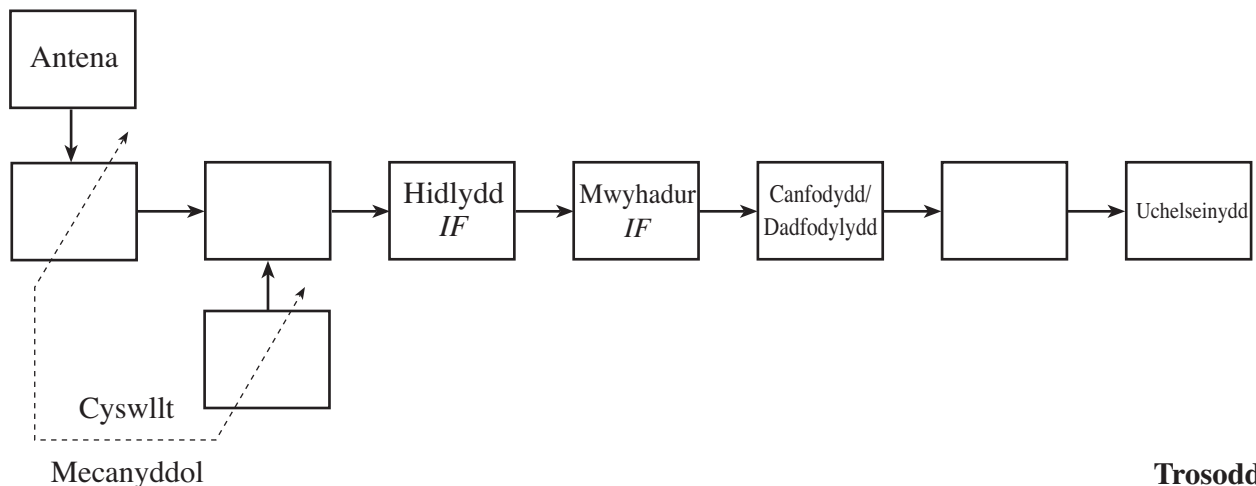 Antena
Hidlydd
IF
Mwyhadur
IF
Canfodydd/
Dadfodylydd
Uchelseinydd
Cyswllt
Mecanyddol